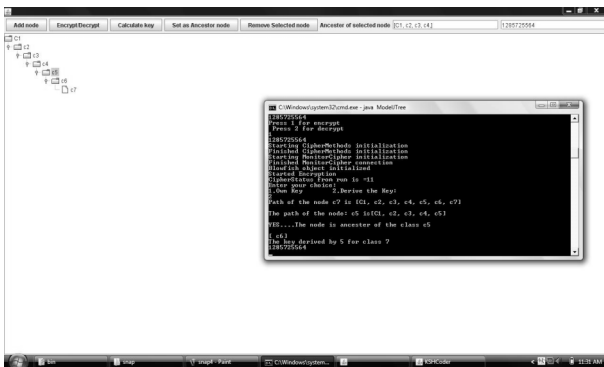 Add node Encrypt/Decrypt Calculate key Set as Ancestor node Remove Selected node Ancestor of selected node [C1, c2, c3, c4] 1285725564
C1
c2
c3
c4
c5
c6
c7
C:\Windows\system32\cmd.exe - java ModelTree
1285725564
Press 1 for encrypt
Press 2 for decrypt
1
1285725564
Starting CipherMethods initialization
Finished CipherMethods initialization
Starting MonitorCipher initialization
Finished MonitorCipher connection
Blowfish object initialized
Started Encryption
CipherStatus from run is -11
Enter your choice:
1.Own Key 2.Derive the Key:
2
Path of the node c7 is [C1, c2, c3, c4, c5, c6, c7]
The path of the node: c5 is[C1, c2, c3, c4, c5]
YES....The node is ancestor of the class c5
[ c6]
The key derived by 5 for class 7
1285725564
bin snap snap4 - Paint C:\Windows\system... KSHCoder 11:31 AM